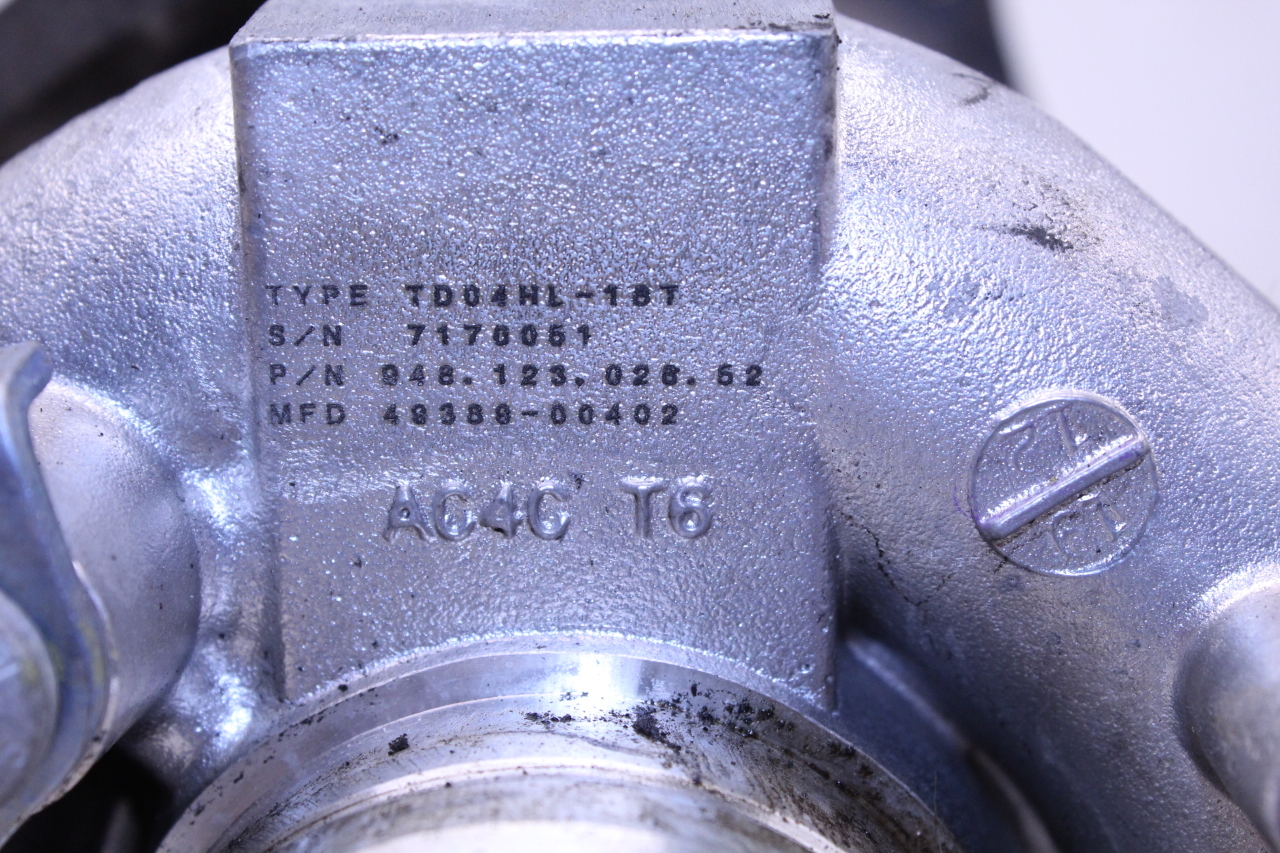 TYPE TD04HL-18T
S/N 7170051
P/N 948.123.026.52
MFD 49389-00402
AC4C T6